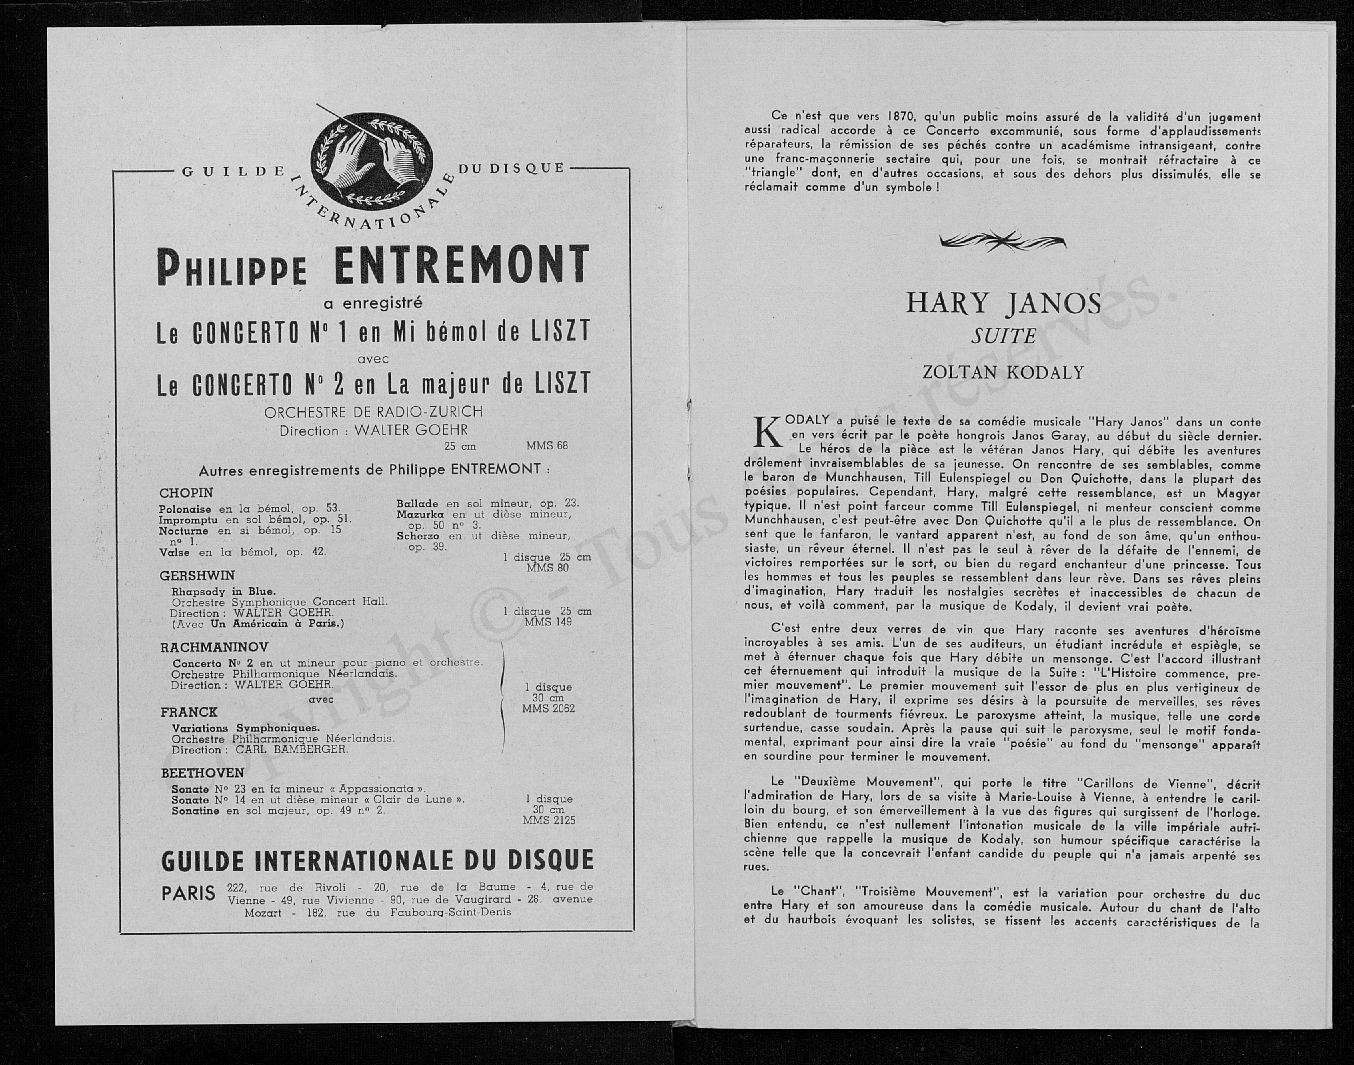 GUILDE INTERNATIONALE DU DISQUE
PHILIPPE ENTREMONT
a enregistré
Le CONCERTO Nº 1 en Mi bémol de LISZT
avec
Le CONCERTO Nº 2 en La majeur de LISZT
ORCHESTRE DE RADIO-ZURICH
Direction : WALTER GOEHR
25 cm MMS 68
Autres enregistrements de Philippe ENTREMONT :
CHOPIN
Polonaise en la bémol, op. 53.
Impromptu en sol bémol, op. 51.
Nocturne en si bémol, op. 15
nº 1.
Valse en la bémol, op. 42.
Ballade en sol mineur, op. 23.
Mazurka en ut dièse mineur,
op. 50 nº 3.
Scherzo en ut dièse mineur,
op. 39.
1 disque 25 cm
MMS 80
GERSHWIN
Rhapsody in Blue.
Orchestre Symphonique Concert Hall.
Direction : WALTER GOEHR.
(Avec Un Américain à Paris.)
1 disque 25 cm
MMS 149
RACHMANINOV
Concerto Nº 2 en ut mineur pour piano et orchestre.
Orchestre Philharmonique Néerlandais.
Direction : WALTER GOEHR.
avec
FRANCK
Variations Symphoniques.
Orchestre Philharmonique Néerlandais.
Direction : CARL BAMBERGER.
1 disque
30 cm
MMS 2062
BEETHOVEN
Sonate Nº 23 en fa mineur « Appassionata ».
Sonate Nº 14 en ut dièse mineur « Clair de Lune ».
Sonatine en sol majeur, op. 49 nº 2.
1 disque
30 cm
MMS 2125
GUILDE INTERNATIONALE DU DISQUE
PARIS 222, rue de Rivoli - 20, rue de la Baume - 4, rue de
Vienne - 49, rue Vivienne - 90, rue de Vaugirard - 28, avenue
Mozart - 182, rue du Faubourg-Saint-Denis
Ce n'est que vers 1870, qu'un public moins assuré de la validité d'un jugement
aussi radical accorde à ce Concerto excommunié, sous forme d'applaudissements
réparateurs, la rémission de ses péchés contre un académisme intransigeant, contre
une franc-maçonnerie sectaire qui, pour une fois, se montrait réfractaire à ce
"triangle" dont, en d'autres occasions, et sous des dehors plus dissimulés, elle se
réclamait comme d'un symbole !
HARY JANOS
SUITE
ZOLTAN KODALY
KODALY a puisé le texte de sa comédie musicale "Hary Janos" dans un conte
en vers écrit par le poète hongrois Janos Garay, au début du siècle dernier.
Le héros de la pièce est le vétéran Janos Hary, qui débite les aventures
drôlement invraisemblables de sa jeunesse. On rencontre de ses semblables, comme
le baron de Munchhausen, Till Eulenspiegel ou Don Quichotte, dans la plupart des
poésies populaires. Cependant, Hary, malgré cette ressemblance, est un Magyar
typique. Il n'est point farceur comme Till Eulenspiegel, ni menteur conscient comme
Munchhausen, c'est peut-être avec Don Quichotte qu'il a le plus de ressemblance. On
sent que le fanfaron, le vantard apparent n'est, au fond de son âme, qu'un enthou-
siaste, un rêveur éternel. Il n'est pas le seul à rêver de la défaite de l'ennemi, de
victoires remportées sur le sort, ou bien du regard enchanteur d'une princesse. Tous
les hommes et tous les peuples se ressemblent dans leur rêve. Dans ses rêves pleins
d'imagination, Hary traduit les nostalgies secrètes et inaccessibles de chacun de
nous, et voilà comment, par la musique de Kodaly, il devient vrai poète.
C'est entre deux verres de vin que Hary raconte ses aventures d'héroïsme
incroyables à ses amis. L'un de ses auditeurs, un étudiant incrédule et espiègle, se
met à éternuer chaque fois que Hary débite un mensonge. C'est l'accord illustrant
cet éternuement qui introduit la musique de la Suite : "L'Histoire commence, pre-
mier mouvement". Le premier mouvement suit l'essor de plus en plus vertigineux de
l'imagination de Hary, il exprime ses désirs à la poursuite de merveilles, ses rêves
redoublant de tourments fiévreux. Le paroxysme atteint, la musique, telle une corde
surtendue, casse soudain. Après la pause qui suit le paroxysme, seul le motif fonda-
mental, exprimant pour ainsi dire la vraie "poésie" au fond du "mensonge" apparaît
en sourdine pour terminer le mouvement.
Le "Deuxième Mouvement", qui porte le titre "Carillons de Vienne", décrit
l'admiration de Hary, lors de sa visite à Marie-Louise à Vienne, à entendre le caril-
loin du bourg, et son émerveillement à la vue des figures qui surgissent de l'horloge.
Bien entendu, ce n'est nullement l'intonation musicale de la ville impériale autri-
chienne que rappelle la musique de Kodaly, son humour spécifique caractérise la
scène telle que la concevrait l'enfant candide du peuple qui n'a jamais arpenté ses
rues.
Le "Chant", "Troisième Mouvement", est la variation pour orchestre du duc
entre Hary et son amoureuse dans la comédie musicale. Autour du chant de l'alto
et du hautbois évoquant les solistes, se tissent les accents caractéristiques de la
Copyright © - Tous droits réservés.